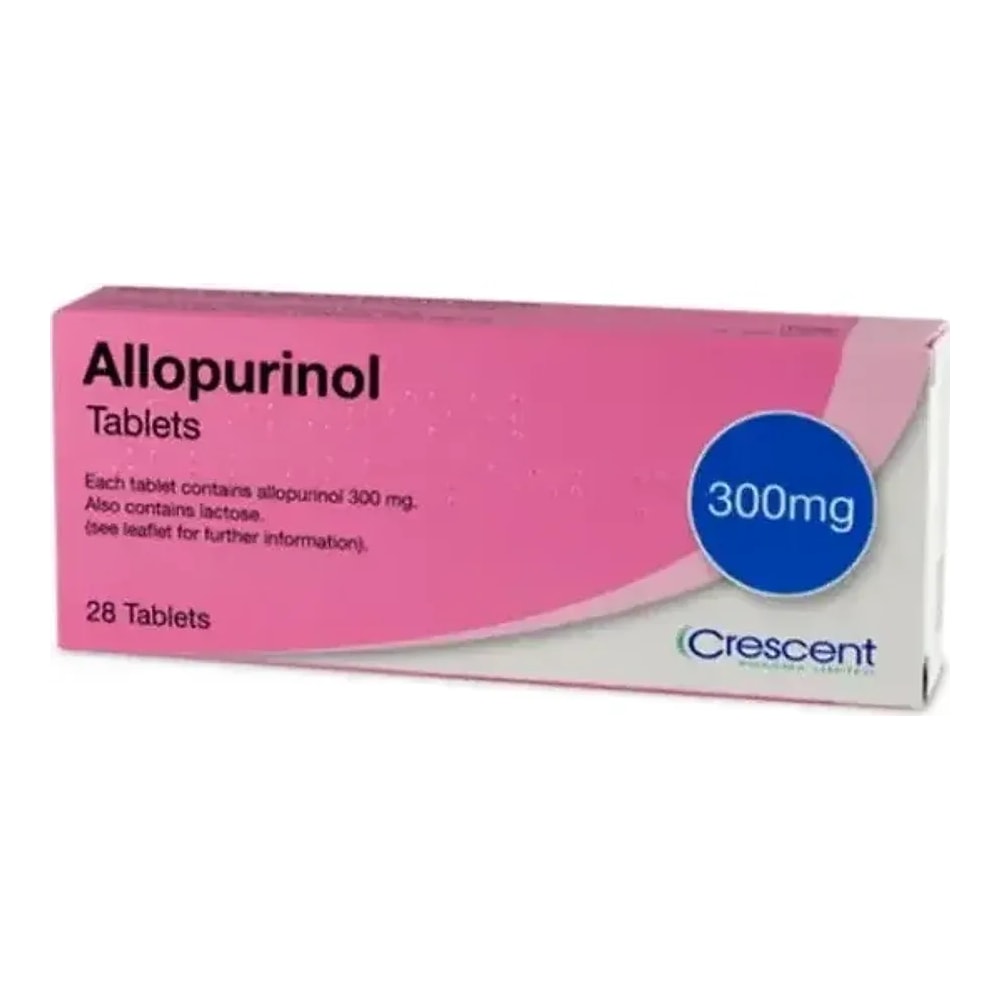 Allopurinol
Tablets
Each tablet contains allopurinol 300 mg.
Also contains lactose.
(see leaflet for further information).
28 Tablets
300mg
Crescent